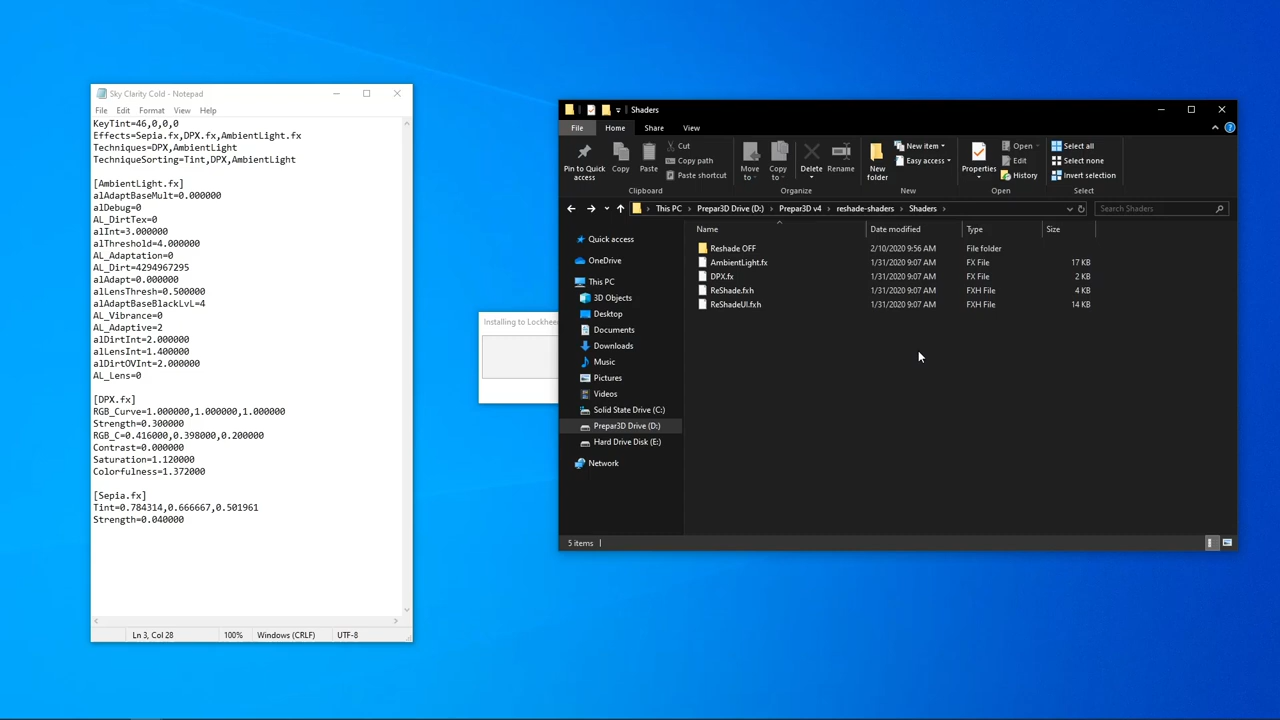 Sky Clarity Cold - Notepad
File Edit Format View Help
KeyTint=46,0,0,0
Effects=Sepia.fx,DPX.fx,AmbientLight.fx
Techniques=DPX,AmbientLight
TechniqueSorting=Tint,DPX,AmbientLight
[AmbientLight.fx]
alAdaptBaseMult=0.000000
alDebug=0
AL_DirtTex=0
alInt=3.000000
alThreshold=4.000000
AL_Adaptation=0
AL_Dirt=4294967295
alAdapt=0.000000
alLensThresh=0.500000
alAdaptBaseBlackLvL=4
AL_Vibrance=0
AL_Adaptive=2
alDirtInt=2.000000
alLensInt=1.400000
alDirtOVInt=2.000000
AL_Lens=0
[DPX.fx]
RGB_Curve=1.000000,1.000000,1.000000
Strength=0.300000
RGB_C=0.416000,0.398000,0.200000
Contrast=0.000000
Saturation=1.120000
Colorfulness=1.372000
[Sepia.fx]
Tint=0.784314,0.666667,0.501961
Strength=0.040000
Ln 3, Col 28 100% Windows (CRLF) UTF-8
Installing to Lockhee
Shaders
File Home Share View
Pin to Quick access
Copy
Paste
Cut
Copy path
Paste shortcut
Clipboard
Move to
Copy to
Delete
Rename
Organize
New folder
New item
Easy access
New
Properties
Open
Edit
History
Open
Select all
Select none
Invert selection
Select
This PC > Prepar3D Drive (D:) > Prepar3D v4 > reshade-shaders > Shaders >
Search Shaders
Quick access
OneDrive
This PC
3D Objects
Desktop
Documents
Downloads
Music
Pictures
Videos
Solid State Drive (C:)
Prepar3D Drive (D:)
Hard Drive Disk (E:)
Network
Name Date modified Type Size
Reshade OFF 2/10/2020 9:56 AM File folder
AmbientLight.fx 1/31/2020 9:07 AM FX File 17 KB
DPX.fx 1/31/2020 9:07 AM FX File 2 KB
ReShade.fxh 1/31/2020 9:07 AM FXH File 4 KB
ReShadeUI.fxh 1/31/2020 9:07 AM FXH File 14 KB
5 items